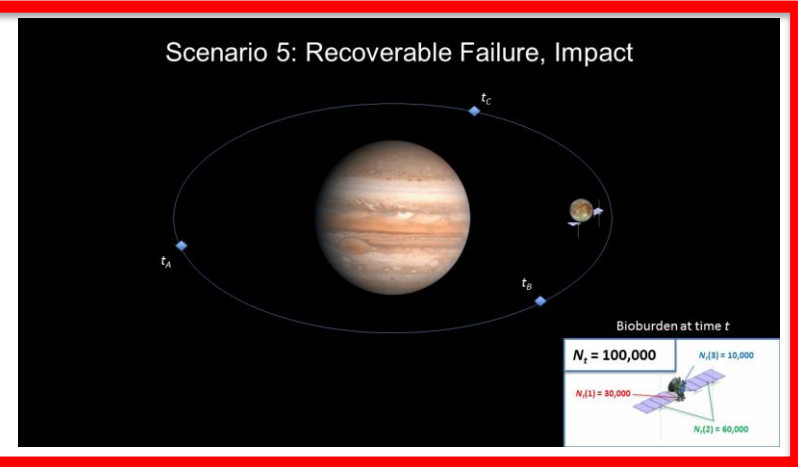 Scenario 5: Recoverable Failure, Impact
tC
tA
tB
Bioburden at time t
Nt = 100,000
Nt(3) = 10,000
Nt(1) = 30,000
Nt(2) = 60,000